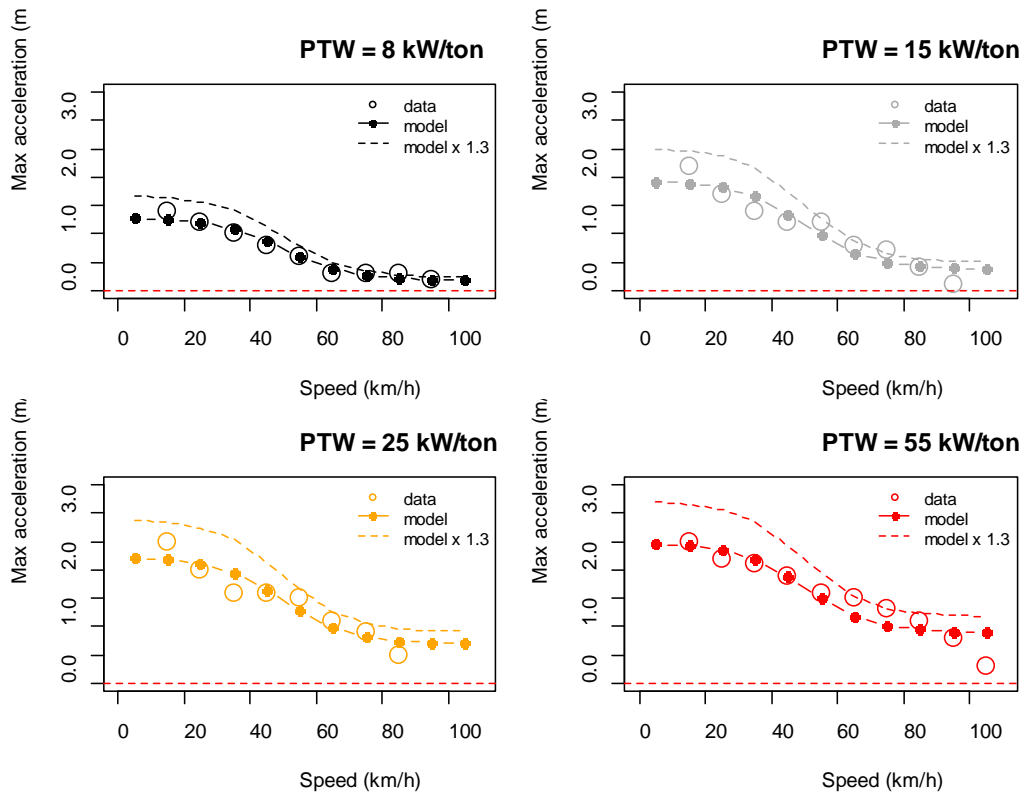 PTW = 8 kW/ton
Max acceleration (m
3.0
2.0
1.0
0.0
data
model
model x 1.3
0 20 40 60 80 100
Speed (km/h)
PTW = 15 kW/ton
Max acceleration (m
3.0
2.0
1.0
0.0
data
model
model x 1.3
0 20 40 60 80 100
Speed (km/h)
PTW = 25 kW/ton
Max acceleration (m/
3.0
2.0
1.0
0.0
data
model
model x 1.3
0 20 40 60 80 100
Speed (km/h)
PTW = 55 kW/ton
Max acceleration (m/
3.0
2.0
1.0
0.0
data
model
model x 1.3
0 20 40 60 80 100
Speed (km/h)